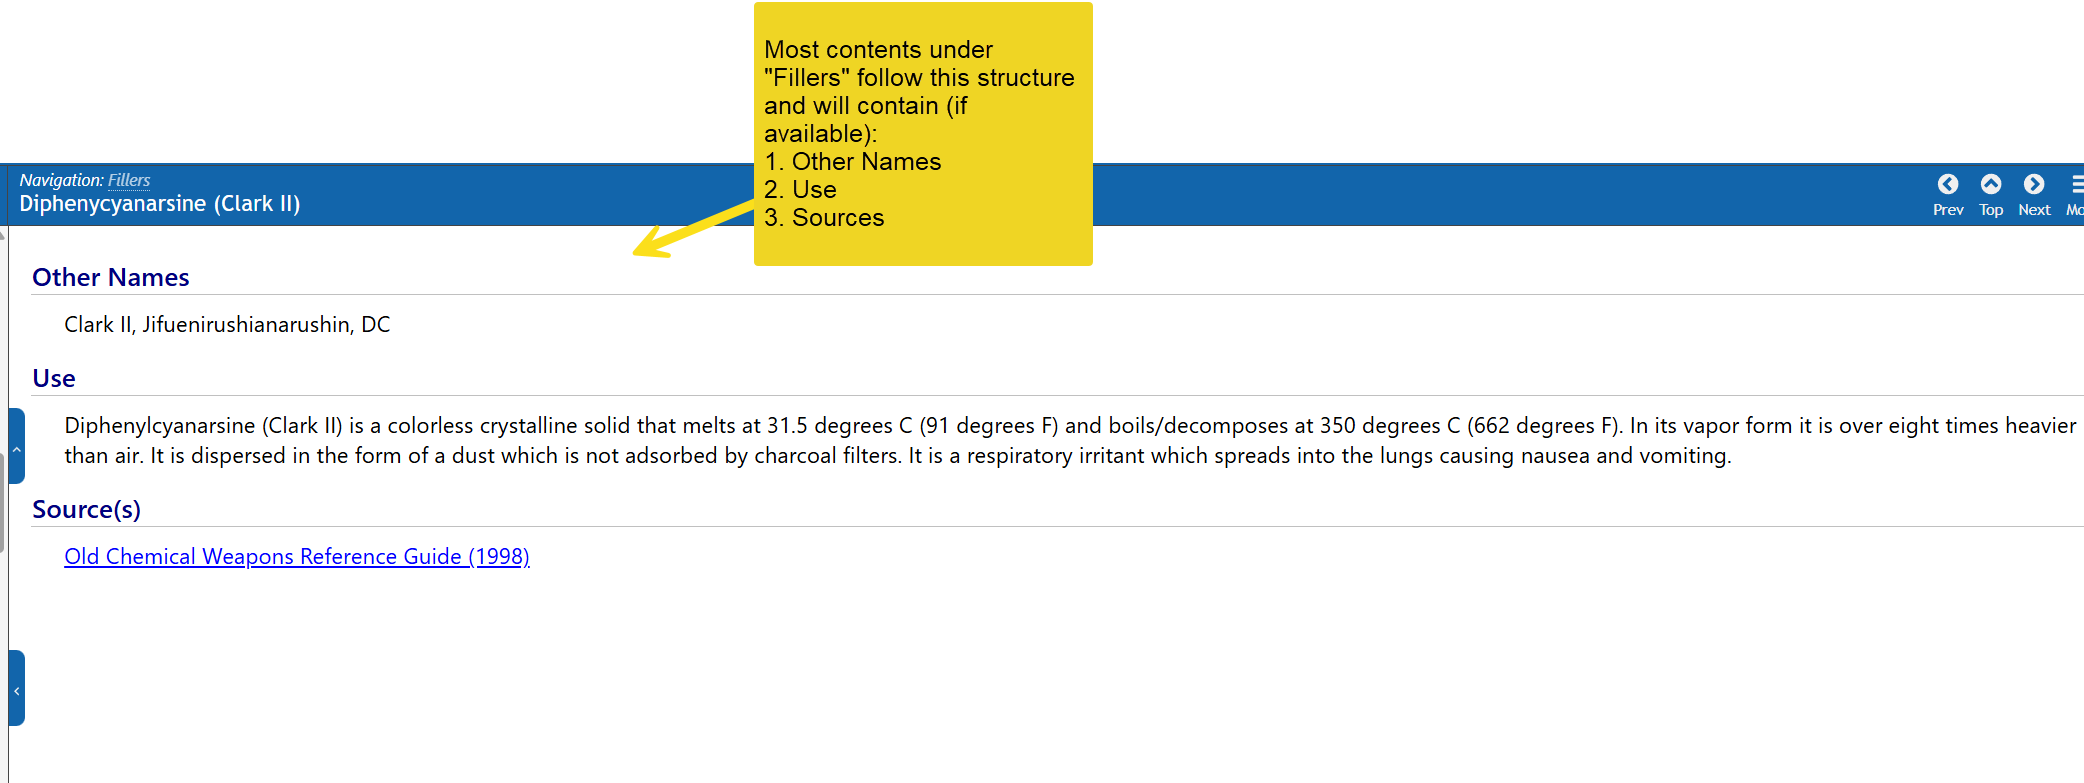 Most contents under
"Fillers" follow this structure
and will contain (if
available):
1. Other Names
2. Use
3. Sources
Navigation: Fillers
Diphenycyanarsine (Clark II)
Prev
Top
Next
Mo
Other Names
Clark II, Jifuenirushianarushin, DC
Use
Diphenylcyanarsine (Clark II) is a colorless crystalline solid that melts at 31.5 degrees C (91 degrees F) and boils/decomposes at 350 degrees C (662 degrees F). In its vapor form it is over eight times heavier
than air. It is dispersed in the form of a dust which is not adsorbed by charcoal filters. It is a respiratory irritant which spreads into the lungs causing nausea and vomiting.
Source(s)
Old Chemical Weapons Reference Guide (1998)